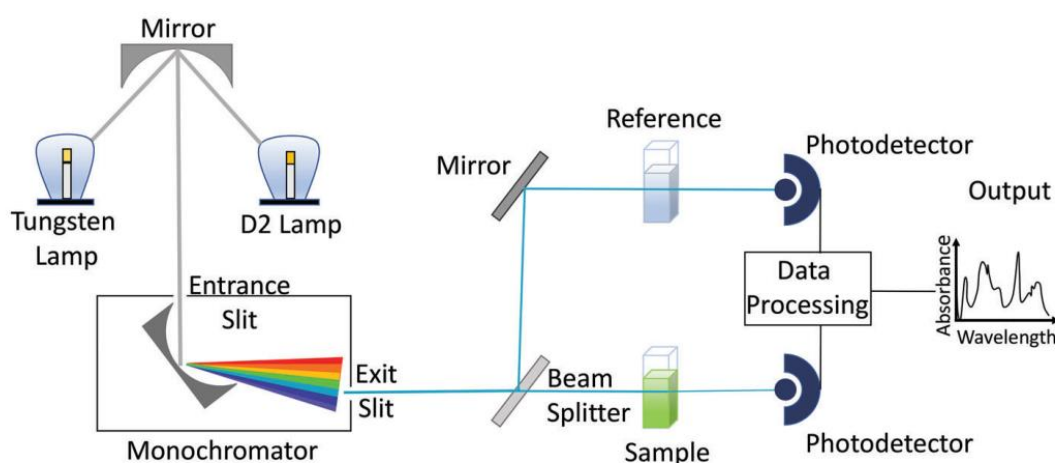 Mirror
Tungsten
Lamp
D2 Lamp
Entrance
Slit
Exit
Slit
Monochromator
Mirror
Reference
Beam
Splitter
Sample
Photodetector
Data
Processing
Photodetector
Output
Absorbance
Wavelength